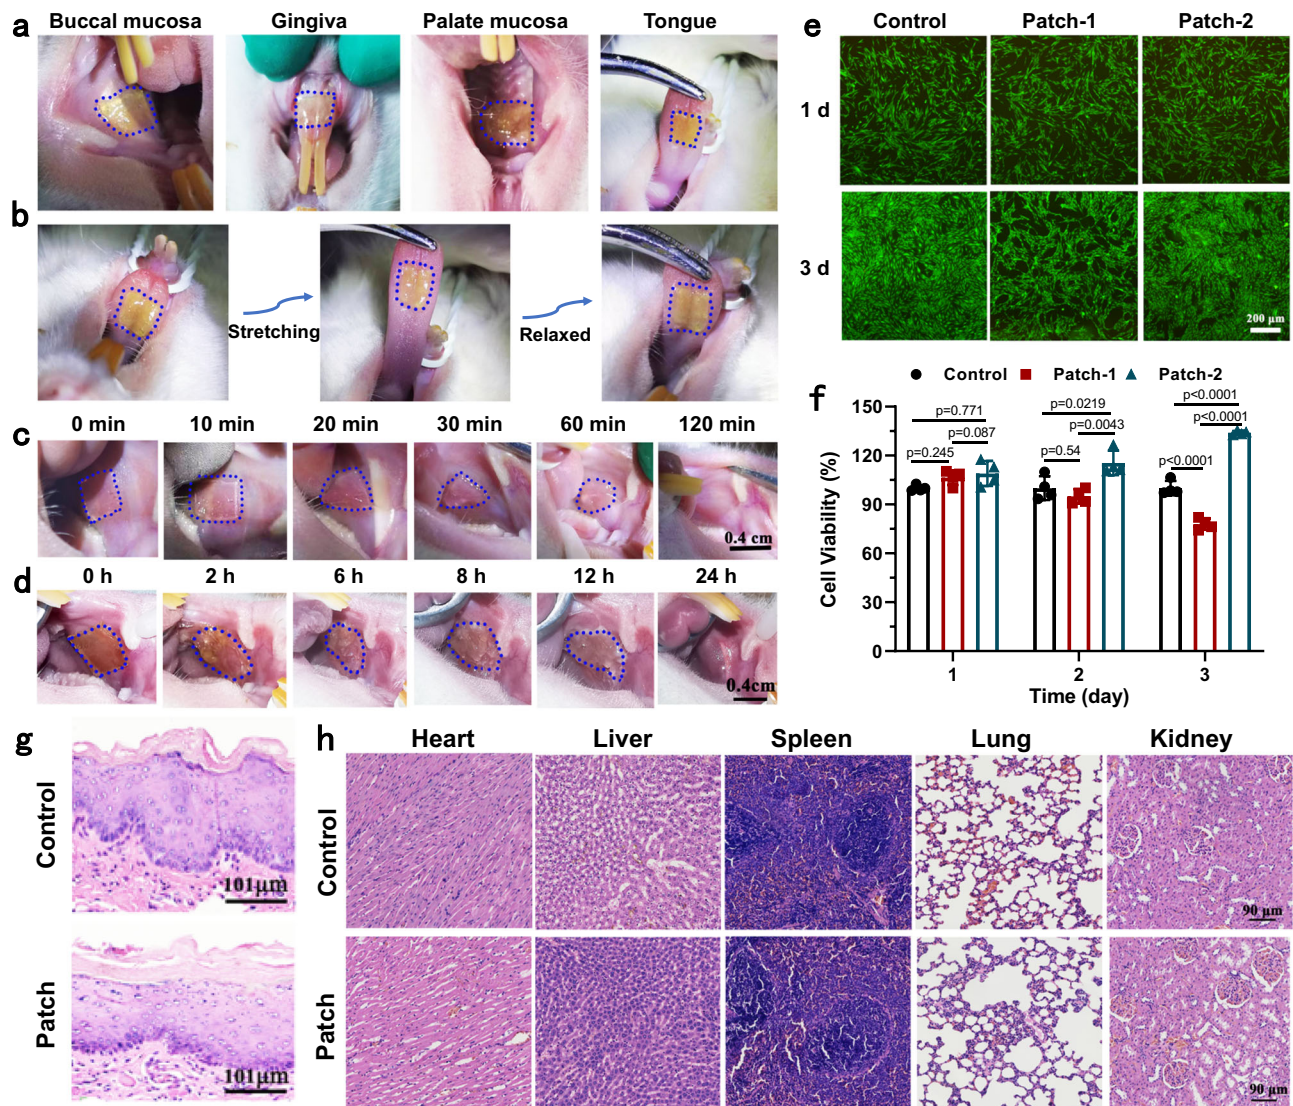 a
Buccal mucosa
Gingiva
Palate mucosa
Tongue
b
Stretching
Relaxed
c
0 min
10 min
20 min
30 min
60 min
120 min
0.4 cm
d
0 h
2 h
6 h
8 h
12 h
24 h
0.4cm
e
Control
Patch-1
Patch-2
1 d
3 d
200 μm
f
Control
Patch-1
Patch-2
Cell Viability (%)
150
120
90
60
30
0
p=0.771
p=0.087
p=0.245
p=0.0219
p=0.0043
p=0.54
p<0.0001
p<0.0001
p<0.0001
1
2
3
Time (day)
g
Control
101μm
Patch
101μm
h
Heart
Liver
Spleen
Lung
Kidney
Control
90 μm
Patch
90 μm